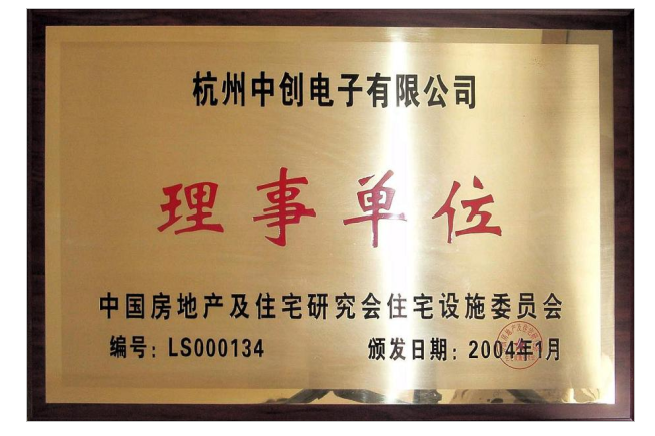 杭州中创电子有限公司
理事单位
中国房地产及住宅研究会住宅设施委员会
编号：LS000134 颁发日期：2004年1月